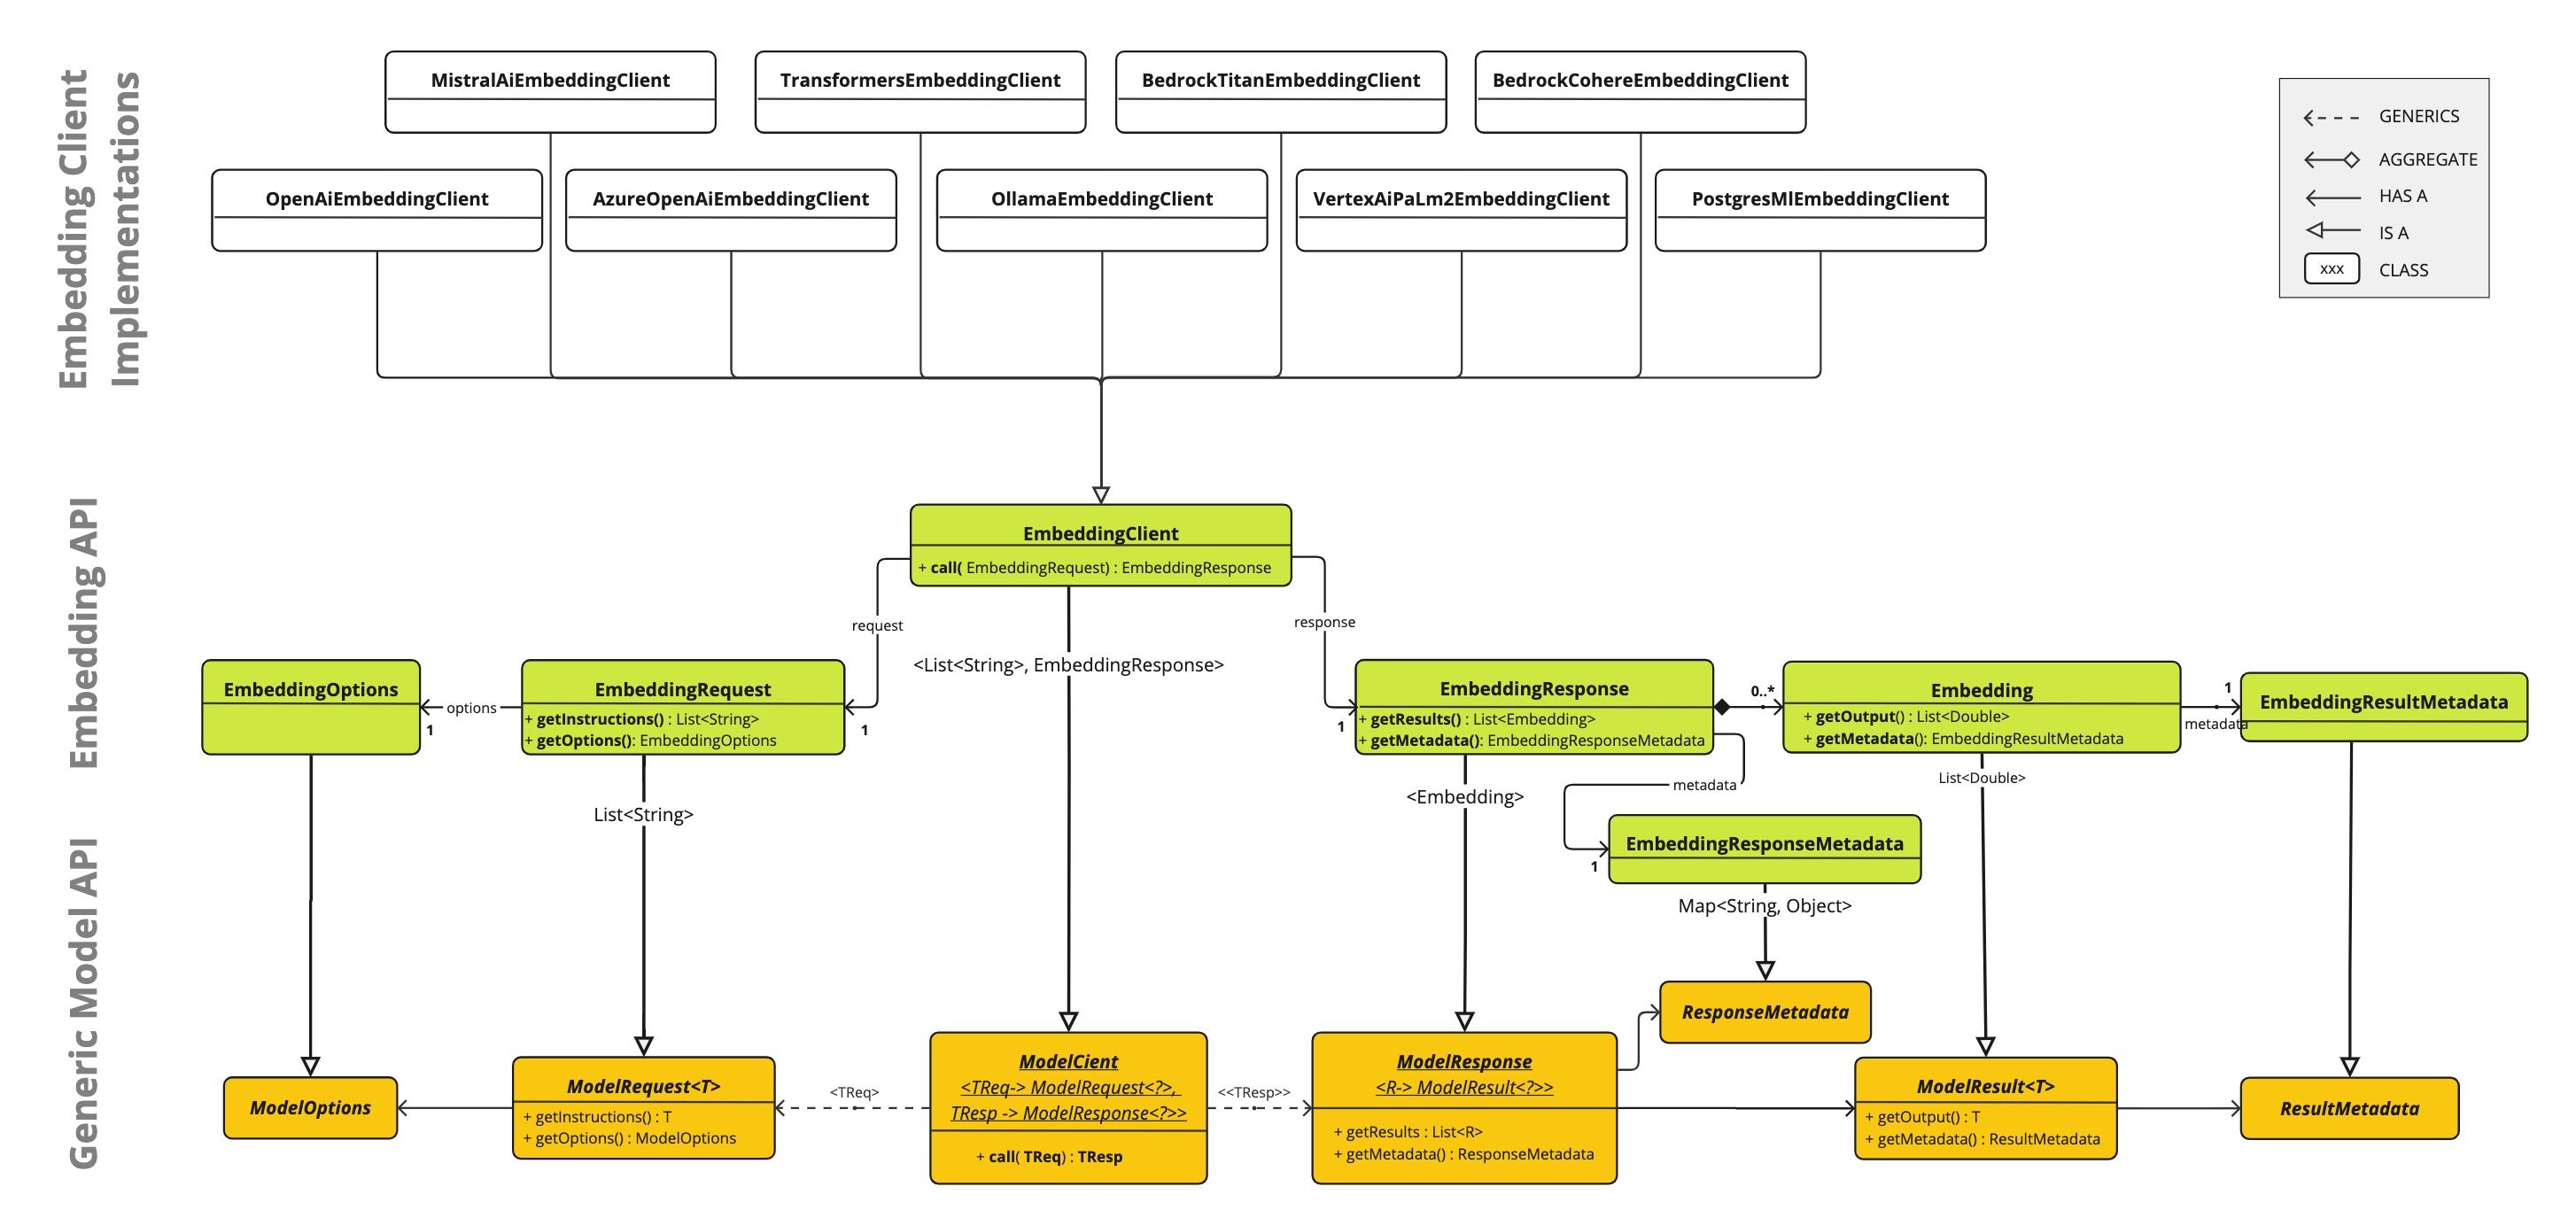 Embedding Client
Implementations
MistralAiEmbeddingClient
TransformersEmbeddingClient
BedrockTitanEmbeddingClient
BedrockCohereEmbeddingClient
OpenAiEmbeddingClient
AzureOpenAiEmbeddingClient
OllamaEmbeddingClient
VertexAiPaLm2EmbeddingClient
PostgresMlEmbeddingClient
GENERICS
AGGREGATE
HAS A
IS A
xxx
CLASS
Embedding API
EmbeddingClient
+ call( EmbeddingRequest) : EmbeddingResponse
request
response
<List<String>, EmbeddingResponse>
EmbeddingOptions
options
1
EmbeddingRequest
+ getInstructions() : List<String>
+ getOptions(): EmbeddingOptions
1
List<String>
1
EmbeddingResponse
+ getResults() : List<Embedding>
+ getMetadata(): EmbeddingResponseMetadata
0..*
Embedding
+ getOutput() : List<Double>
+ getMetadata(): EmbeddingResultMetadata
1
metadata
EmbeddingResultMetadata
<Embedding>
metadata
List<Double>
1
EmbeddingResponseMetadata
Map<String, Object>
Generic Model API
ResponseMetadata
ModelOptions
ModelRequest<T>
+ getInstructions() : T
+ getOptions() : ModelOptions
<TReq>
ModelCient
<TReq-> ModelRequest<?>,
TResp -> ModelResponse<?>>
+ call( TReq) : TResp
<<TResp>>
ModelResponse
<R-> ModelResult<?>>
+ getResults : List<R>
+ getMetadata() : ResponseMetadata
ModelResult<T>
+ getOutput() : T
+ getMetadata() : ResultMetadata
ResultMetadata